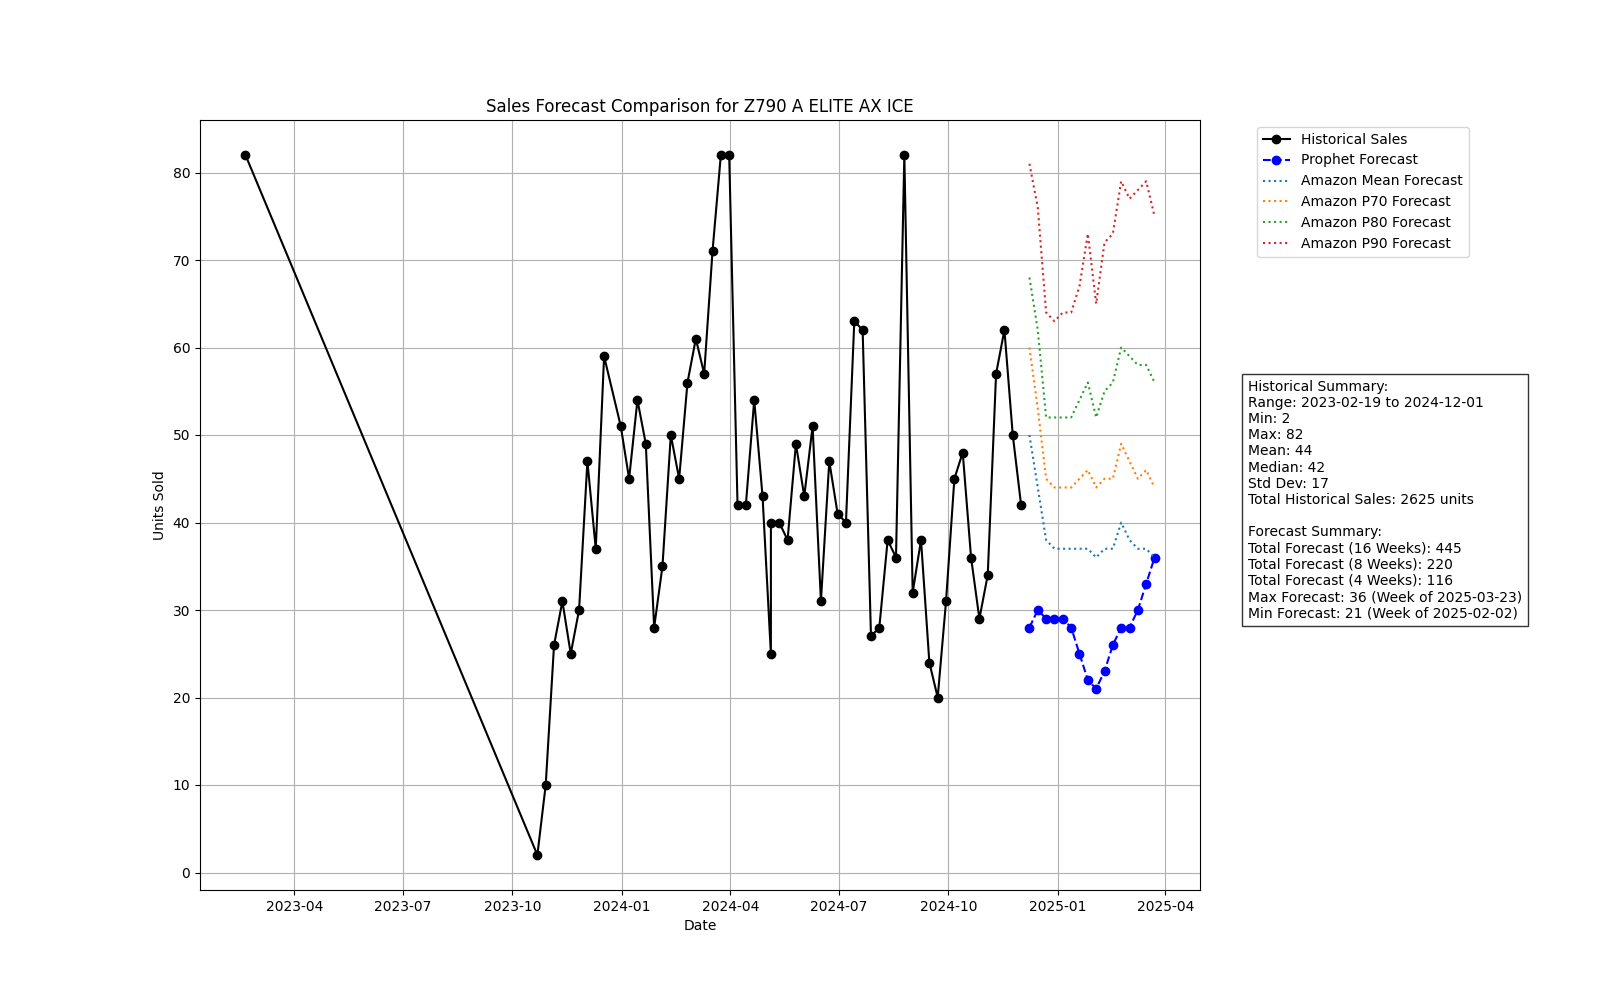 Sales Forecast Comparison for Z790 A ELITE AX ICE
Historical Sales
Prophet Forecast
Amazon Mean Forecast
Amazon P70 Forecast
Amazon P80 Forecast
Amazon P90 Forecast
Units Sold
80
70
60
50
40
30
20
10
0
2023-04
2023-07
2023-10
2024-01
2024-04
2024-07
2024-10
2025-01
2025-04
Date
Historical Summary:
Range: 2023-02-19 to 2024-12-01
Min: 2
Max: 82
Mean: 44
Median: 42
Std Dev: 17
Total Historical Sales: 2625 units
Forecast Summary:
Total Forecast (16 Weeks): 445
Total Forecast (8 Weeks): 220
Total Forecast (4 Weeks): 116
Max Forecast: 36 (Week of 2025-03-23)
Min Forecast: 21 (Week of 2025-02-02)